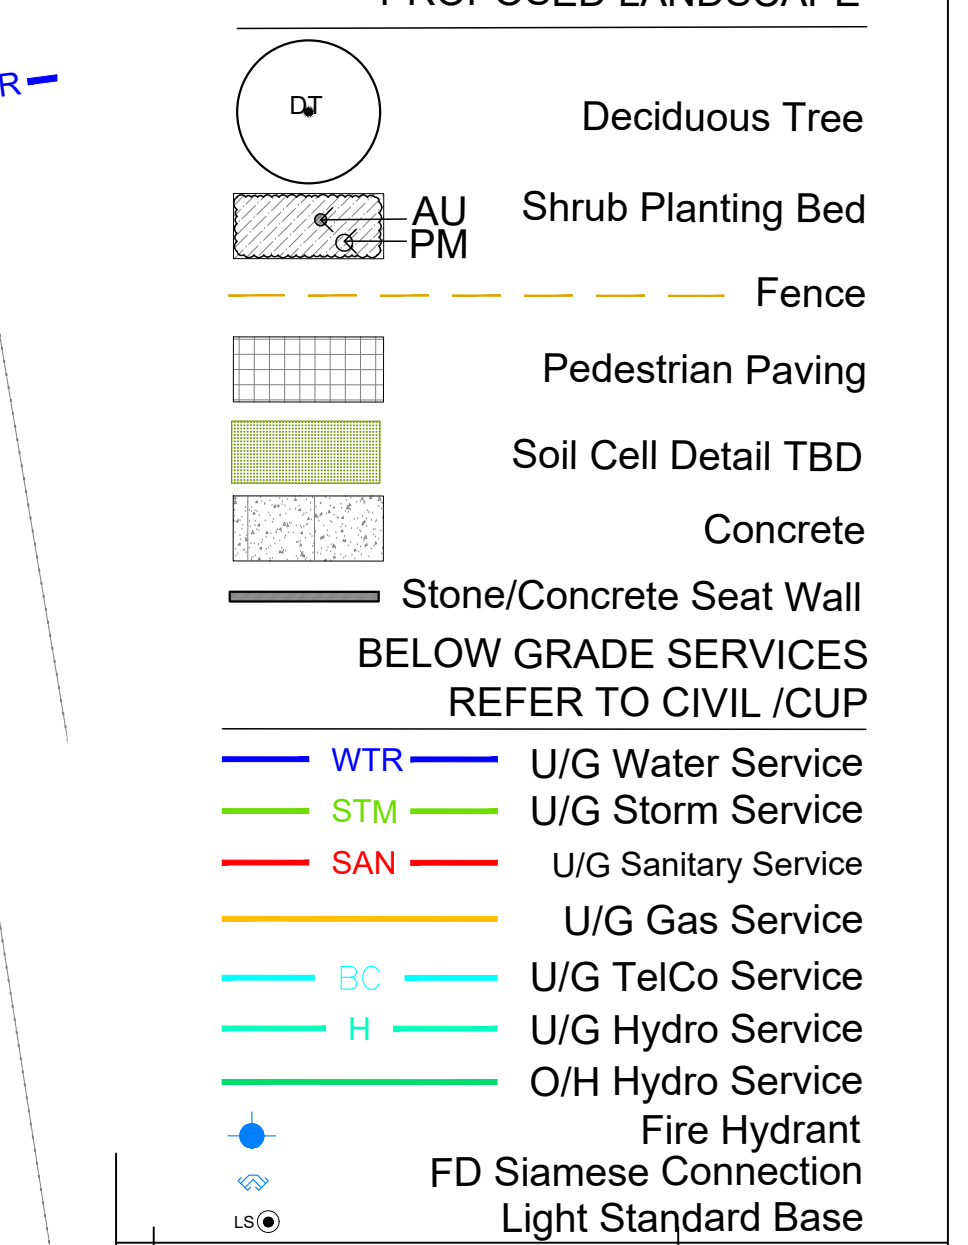 PROPOSED LANDSCAPE
R
DT
Deciduous Tree
AU
Shrub Planting Bed
PM
Fence
Pedestrian Paving
Soil Cell Detail TBD
Concrete
Stone/Concrete Seat Wall
BELOW GRADE SERVICES
REFER TO CIVIL /CUP
WTR U/G Water Service
STM U/G Storm Service
SAN U/G Sanitary Service
U/G Gas Service
BC U/G TelCo Service
H U/G Hydro Service
O/H Hydro Service
Fire Hydrant
FD Siamese Connection
LS Light Standard Base